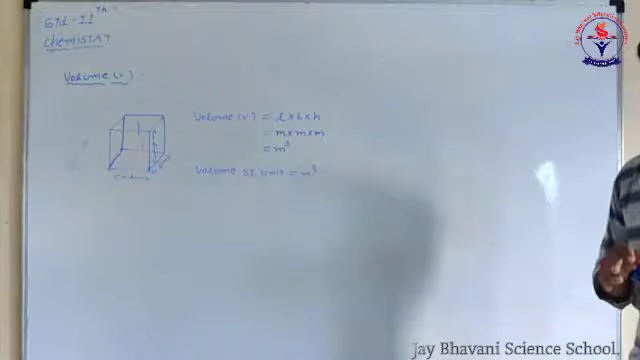 Std - 11th
Chemistry
Volume (v) -
Volume (v) = l × b × h
= m × m × m
= m³
Volume SI unit = m³
Jay Bhavani Science School